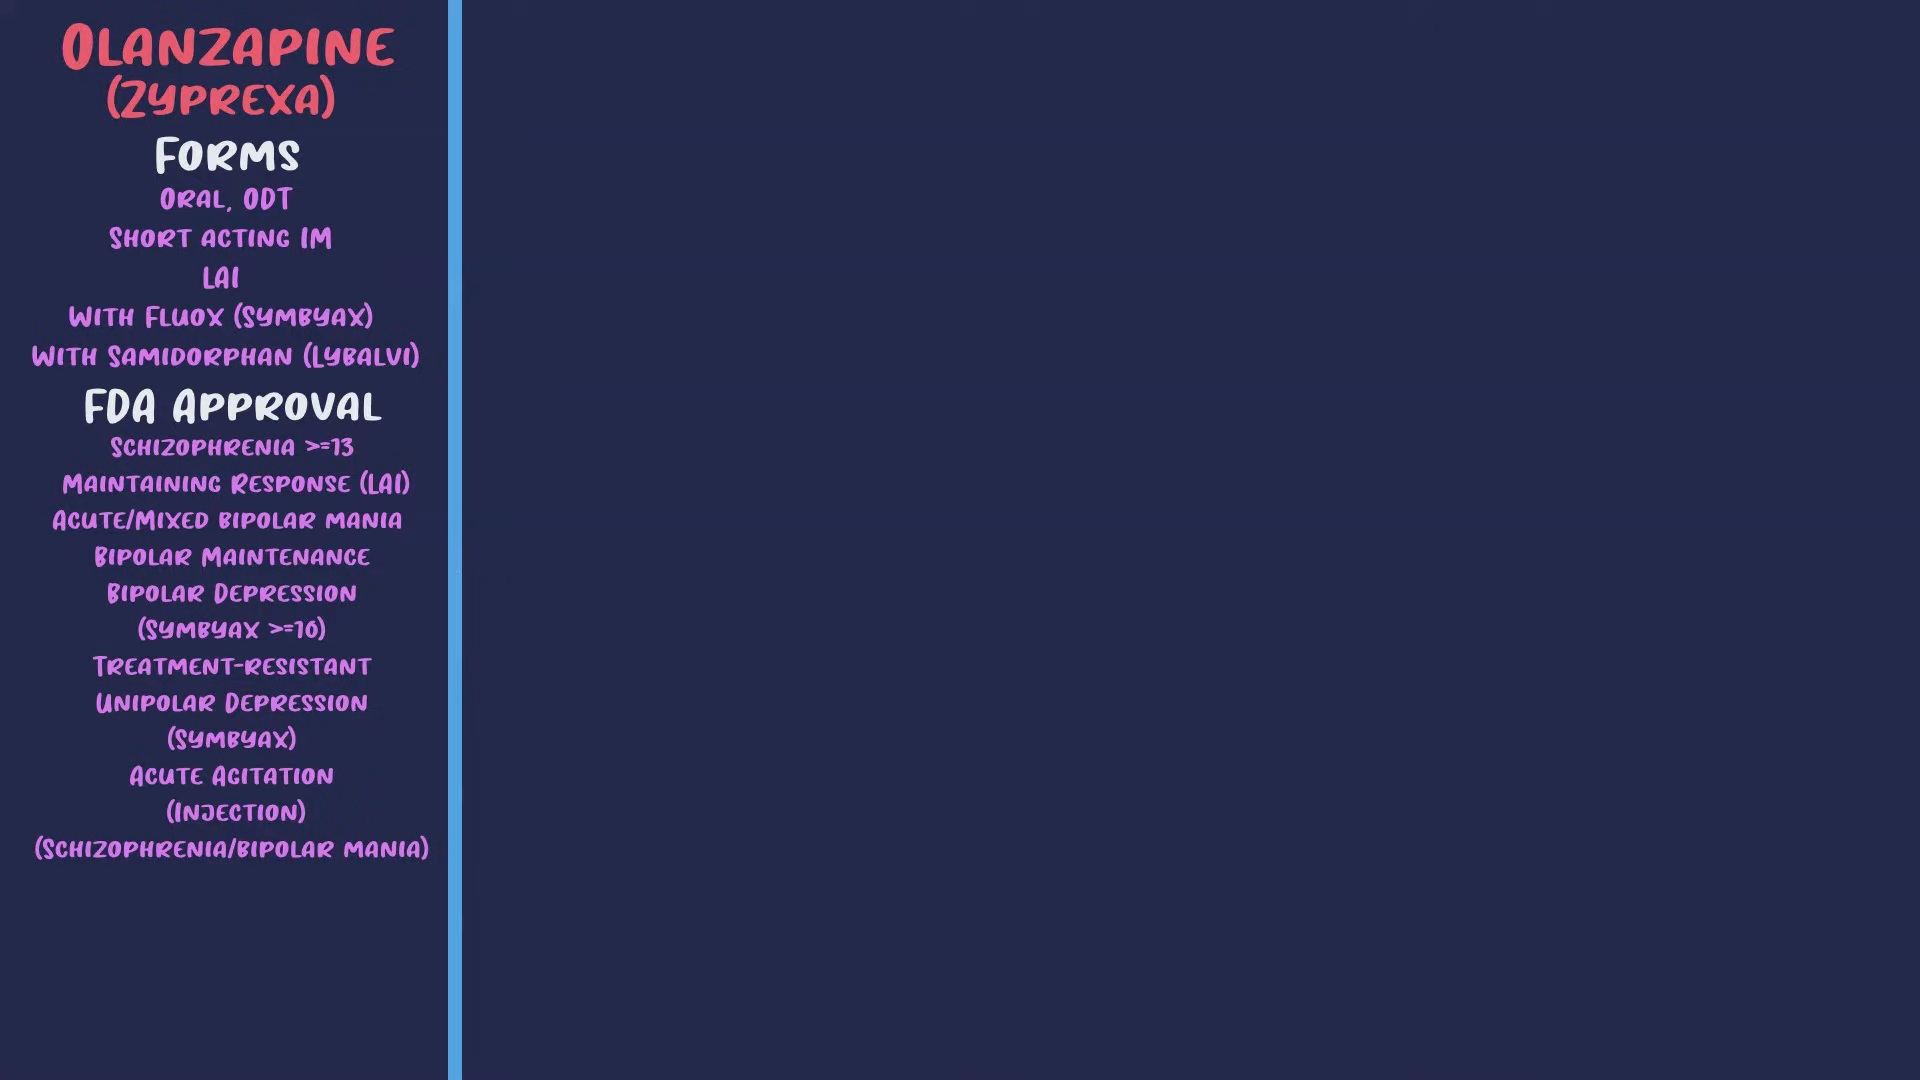 Olanzapine
(Zyprexa)
Forms
Oral, ODT
Short acting IM
LAI
With Fluox (Symbyax)
With Samidorphan (Lybalvi)
FDA Approval
Schizophrenia >=13
Maintaining Response (LAI)
Acute/Mixed bipolar mania
Bipolar Maintenance
Bipolar Depression
(Symbyax >=10)
Treatment-resistant
Unipolar Depression
(Symbyax)
Acute Agitation
(Injection)
(Schizophrenia/bipolar mania)